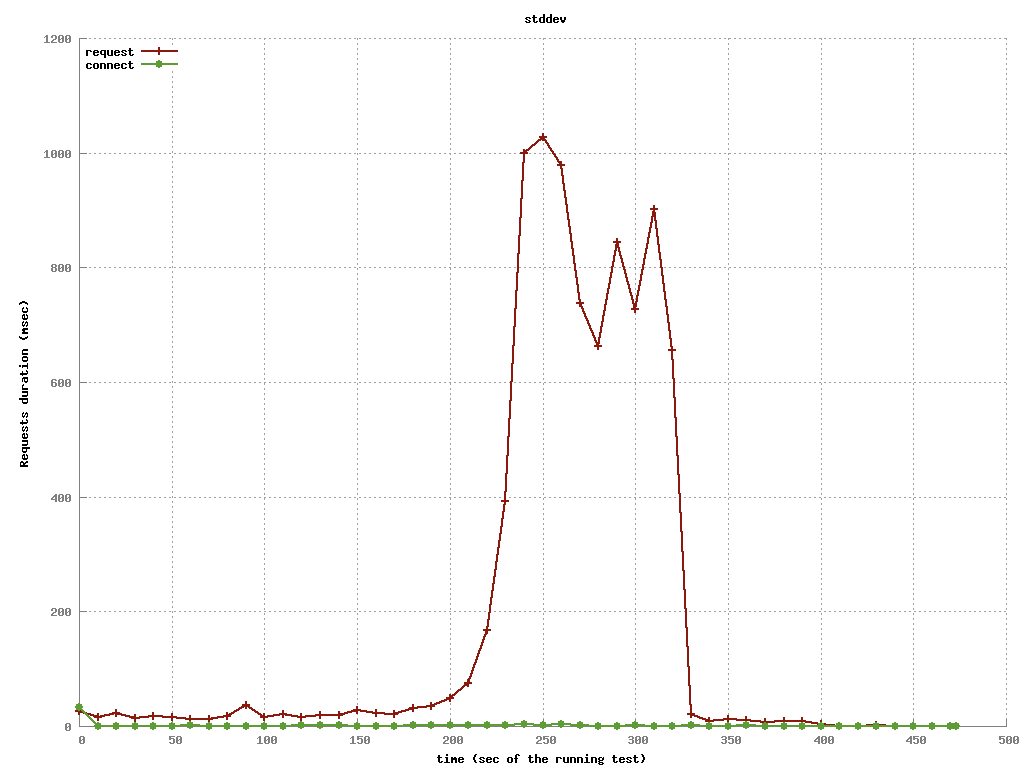 stddev
request
connect
1200
1000
800
600
400
200
0
Requests duration (msec)
0 50 100 150 200 250 300 350 400 450 500
time (sec of the running test)